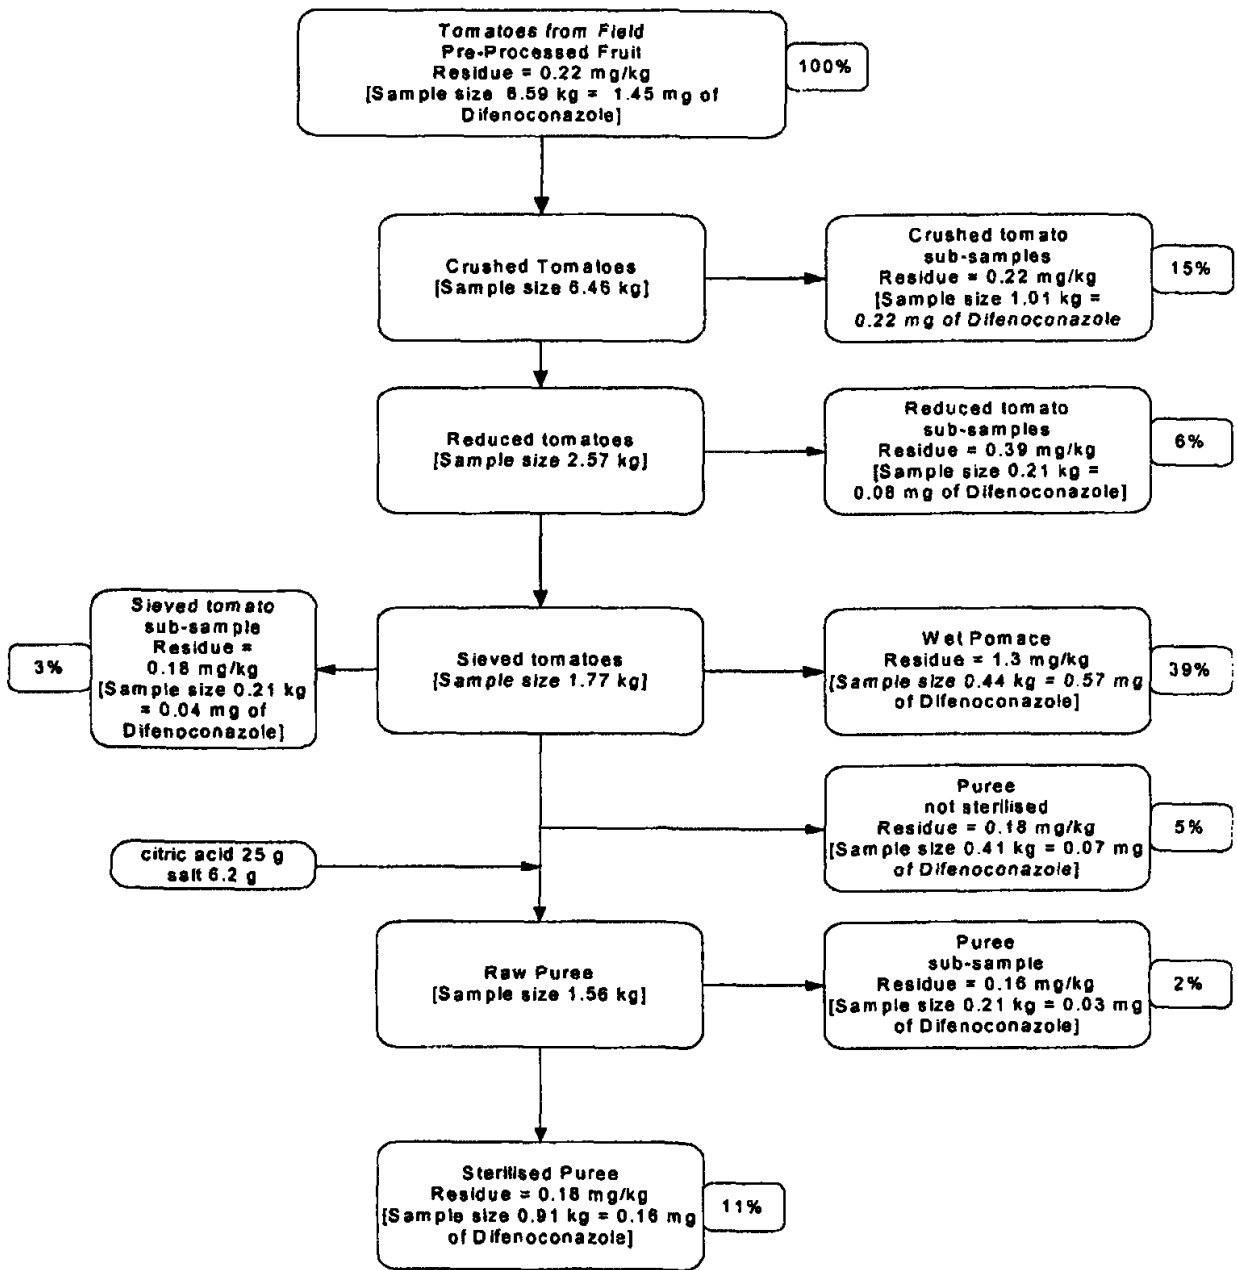 Tomatoes from Field
Pre-Processed Fruit
Residue = 0.22 mg/kg
[Sample size 6.59 kg = 1.45 mg of
Difenoconazole]
100%
Crushed Tomatoes
[Sample size 6.46 kg]
Crushed tomato
sub-samples
Residue = 0.22 mg/kg
[Sample size 1.01 kg =
0.22 mg of Difenoconazole
15%
Reduced tomatoes
[Sample size 2.57 kg]
Reduced tomato
sub-samples
Residue = 0.39 mg/kg
[Sample size 0.21 kg =
0.08 mg of Difenoconazole]
6%
3%
Sieved tomato
sub-sample
Residue =
0.18 mg/kg
[Sample size 0.21 kg
= 0.04 mg of
Difenoconazole]
Sieved tomatoes
[Sample size 1.77 kg]
Wet Pomace
Residue = 1.3 mg/kg
[Sample size 0.44 kg = 0.57 mg
of Difenoconazole]
39%
Puree
not sterilised
Residue = 0.18 mg/kg
[Sample size 0.41 kg = 0.07 mg
of Difenoconazole]
5%
citric acid 25 g
salt 6.2 g
Raw Puree
[Sample size 1.56 kg]
Puree
sub-sample
Residue = 0.16 mg/kg
[Sample size 0.21 kg = 0.03 mg
of Difenoconazole]
2%
Sterilised Puree
Residue = 0.18 mg/kg
[Sample size 0.91 kg = 0.16 mg
of Difenoconazole]
11%